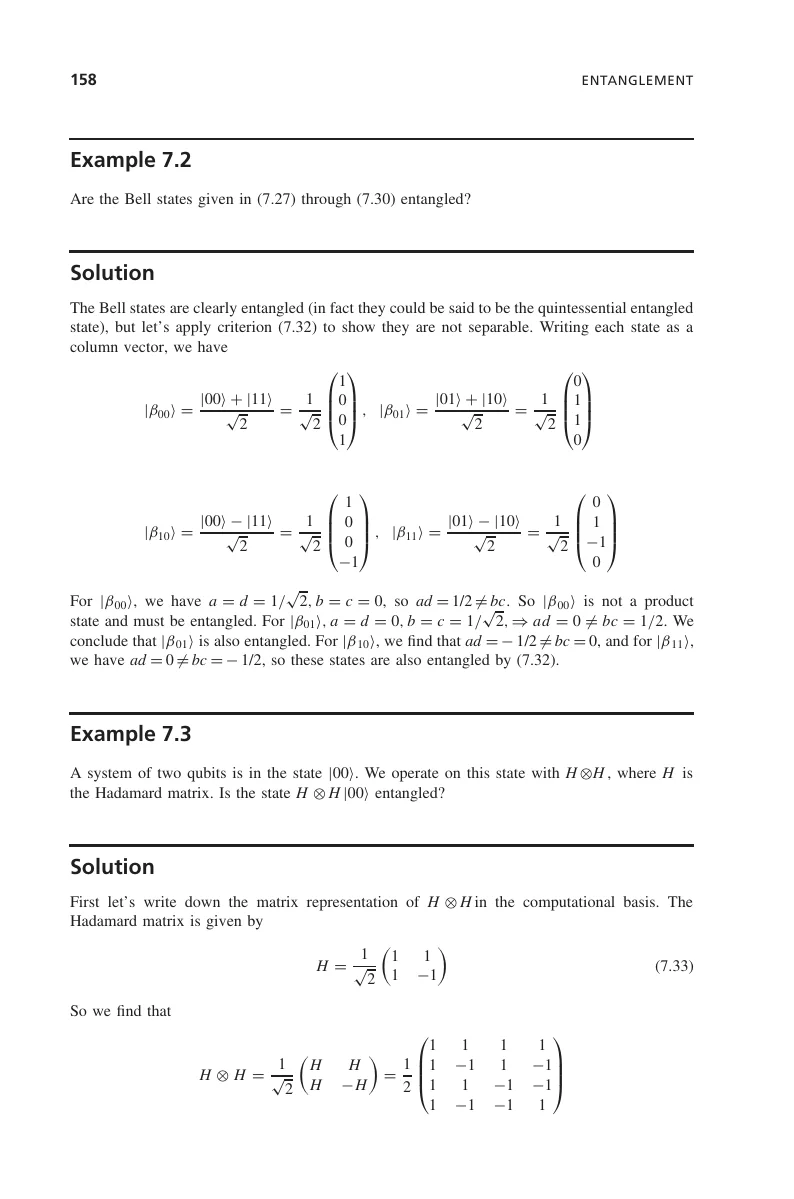 158 ENTANGLEMENT
Example 7.2
Are the Bell states given in (7.27) through (7.30) entangled?
Solution
The Bell states are clearly entangled (in fact they could be said to be the quintessential entangled
state), but let's apply criterion (7.32) to show they are not separable. Writing each state as a
column vector, we have
|β₀₀⟩ = (|00⟩ + |11⟩)/√2 = 1/√2 (1 0 0 1), |β₀₁⟩ = (|01⟩ + |10⟩)/√2 = 1/√2 (0 1 1 0)
|β₁₀⟩ = (|00⟩ − |11⟩)/√2 = 1/√2 (1 0 0 −1), |β₁₁⟩ = (|01⟩ − |10⟩)/√2 = 1/√2 (0 1 −1 0)
For |β₀₀⟩, we have a = d = 1/√2, b = c = 0, so ad = 1/2 ≠ bc. So |β₀₀⟩ is not a product
state and must be entangled. For |β₀₁⟩, a = d = 0, b = c = 1/√2, ⇒ ad = 0 ≠ bc = 1/2. We
conclude that |β₀₁⟩ is also entangled. For |β₁₀⟩, we find that ad = − 1/2 ≠ bc = 0, and for |β₁₁⟩,
we have ad = 0 ≠ bc = − 1/2, so these states are also entangled by (7.32).
Example 7.3
A system of two qubits is in the state |00⟩. We operate on this state with H ⊗H, where H is
the Hadamard matrix. Is the state H ⊗ H |00⟩ entangled?
Solution
First let's write down the matrix representation of H ⊗ H in the computational basis. The
Hadamard matrix is given by
H = 1/√2 (1 1; 1 −1) (7.33)
So we find that
H ⊗ H = 1/√2 (H H; H −H) = 1/2 (1 1 1 1; 1 −1 1 −1; 1 1 −1 −1; 1 −1 −1 1)